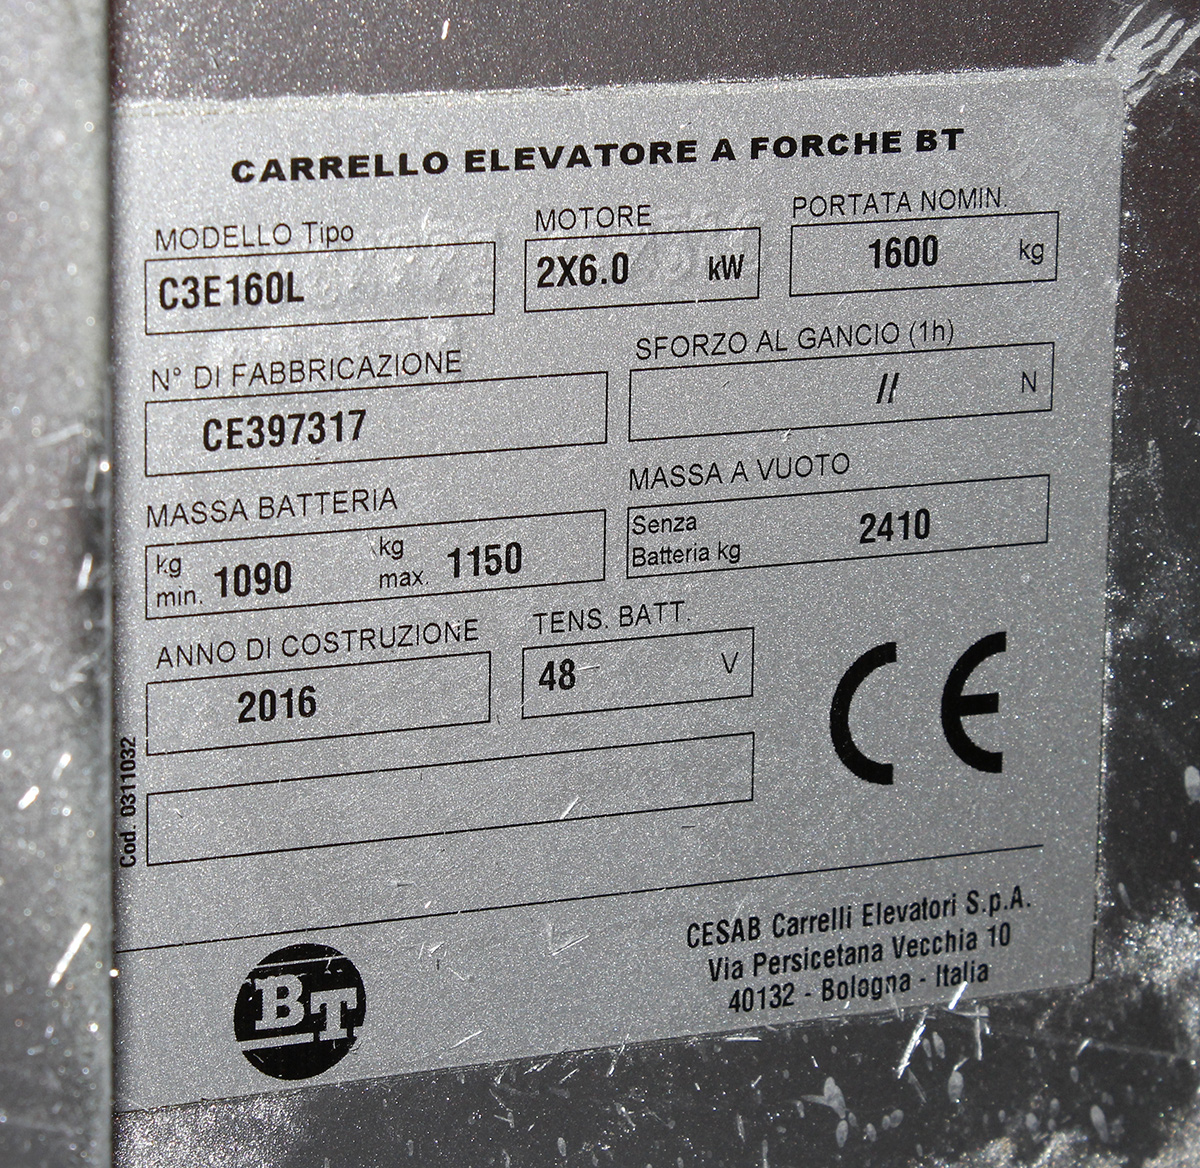 CARRELLO ELEVATORE A FORCHE BT
MODELLO Tipo
C3E160L
MOTORE
2X6.0 kW
PORTATA NOMIN.
1600 kg
N° DI FABBRICAZIONE
CE397317
SFORZO AL GANCIO (1h)
// N
MASSA BATTERIA
kg min. 1090 kg max. 1150
MASSA A VUOTO
Senza
Batteria kg 2410
ANNO DI COSTRUZIONE
2016
TENS. BATT.
48 V
CE
Cod. 0311032
BT
CESAB Carrelli Elevatori S.p.A.
Via Persicetana Vecchia 10
40132 - Bologna - Italia